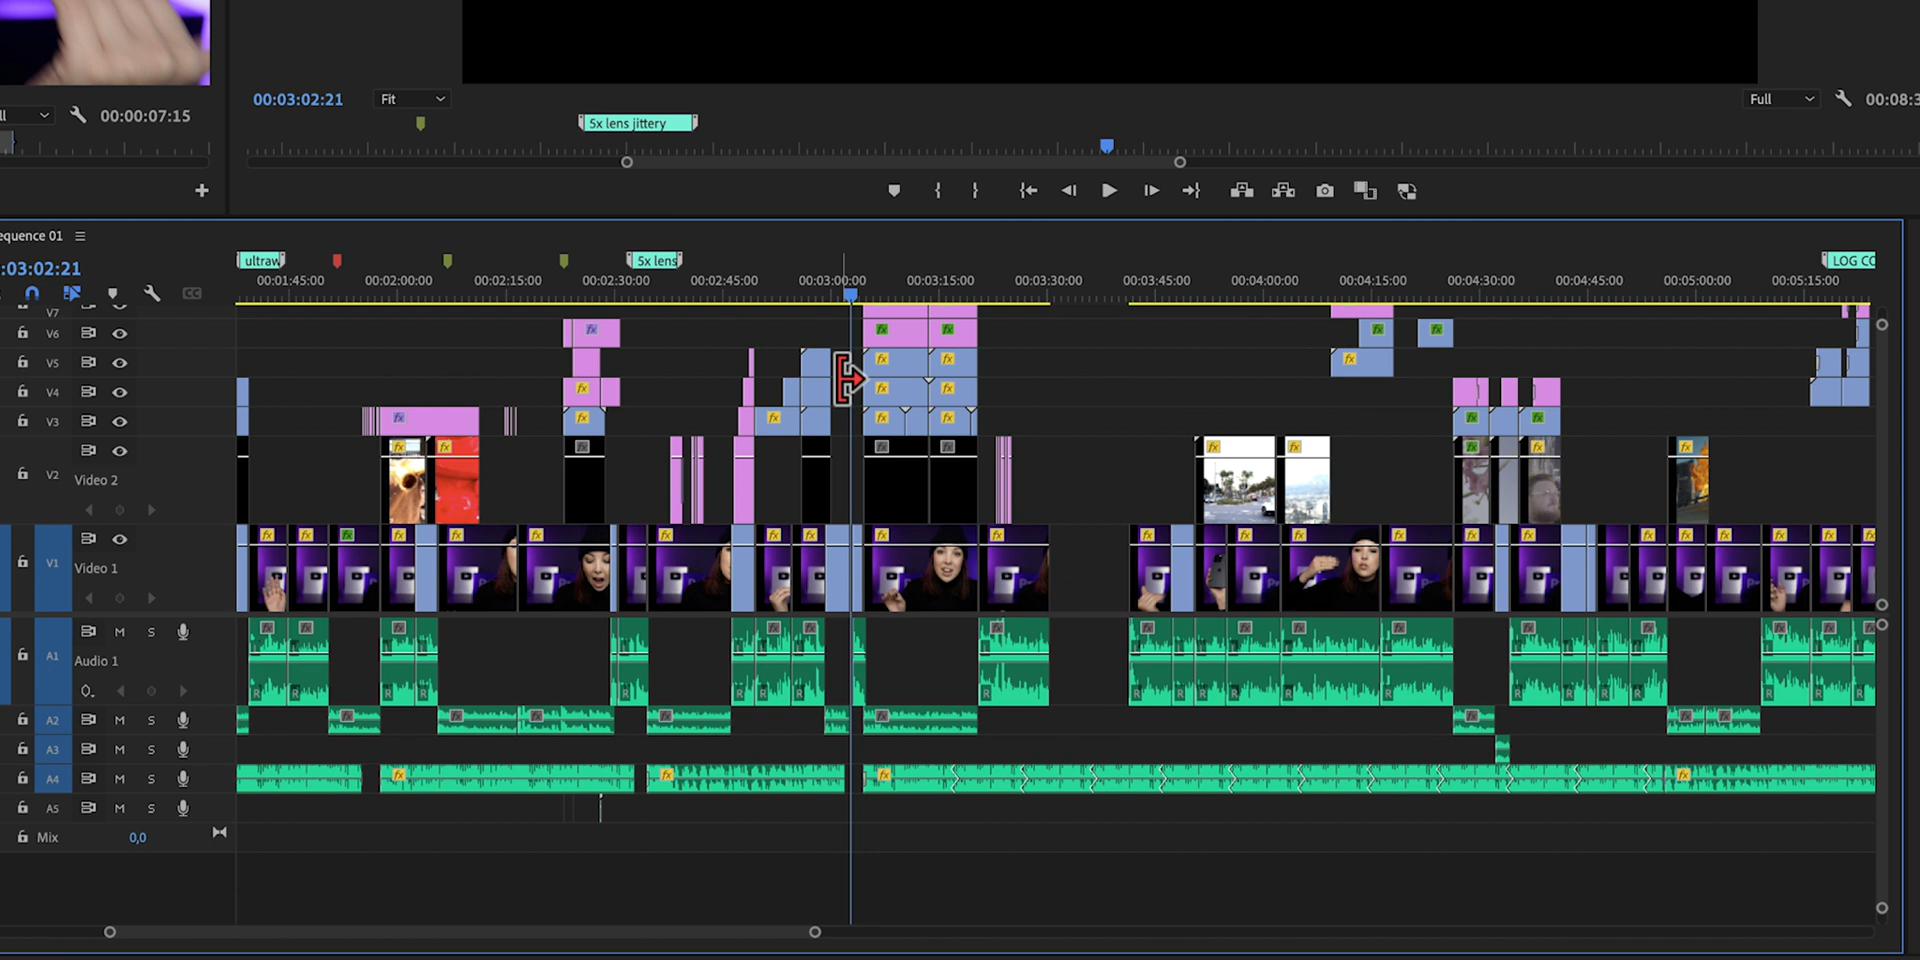 ll
00:00:07:15
00:03:02:21
Fit
Full
00:08:3
5x lens jittery
equence 01
:03:02:21
ultraw
5x lens
LOG CC
00:01:45:00
00:02:00:00
00:02:15:00
00:02:30:00
00:02:45:00
00:03:00:00
00:03:15:00
00:03:30:00
00:03:45:00
00:04:00:00
00:04:15:00
00:04:30:00
00:04:45:00
00:05:00:00
00:05:15:00
CC
V7
V6
V5
V4
V3
V2
Video 2
V1
Video 1
A1
M
S
Audio 1
A2
M
S
A3
M
S
A4
M
S
A5
M
S
Mix
0,0